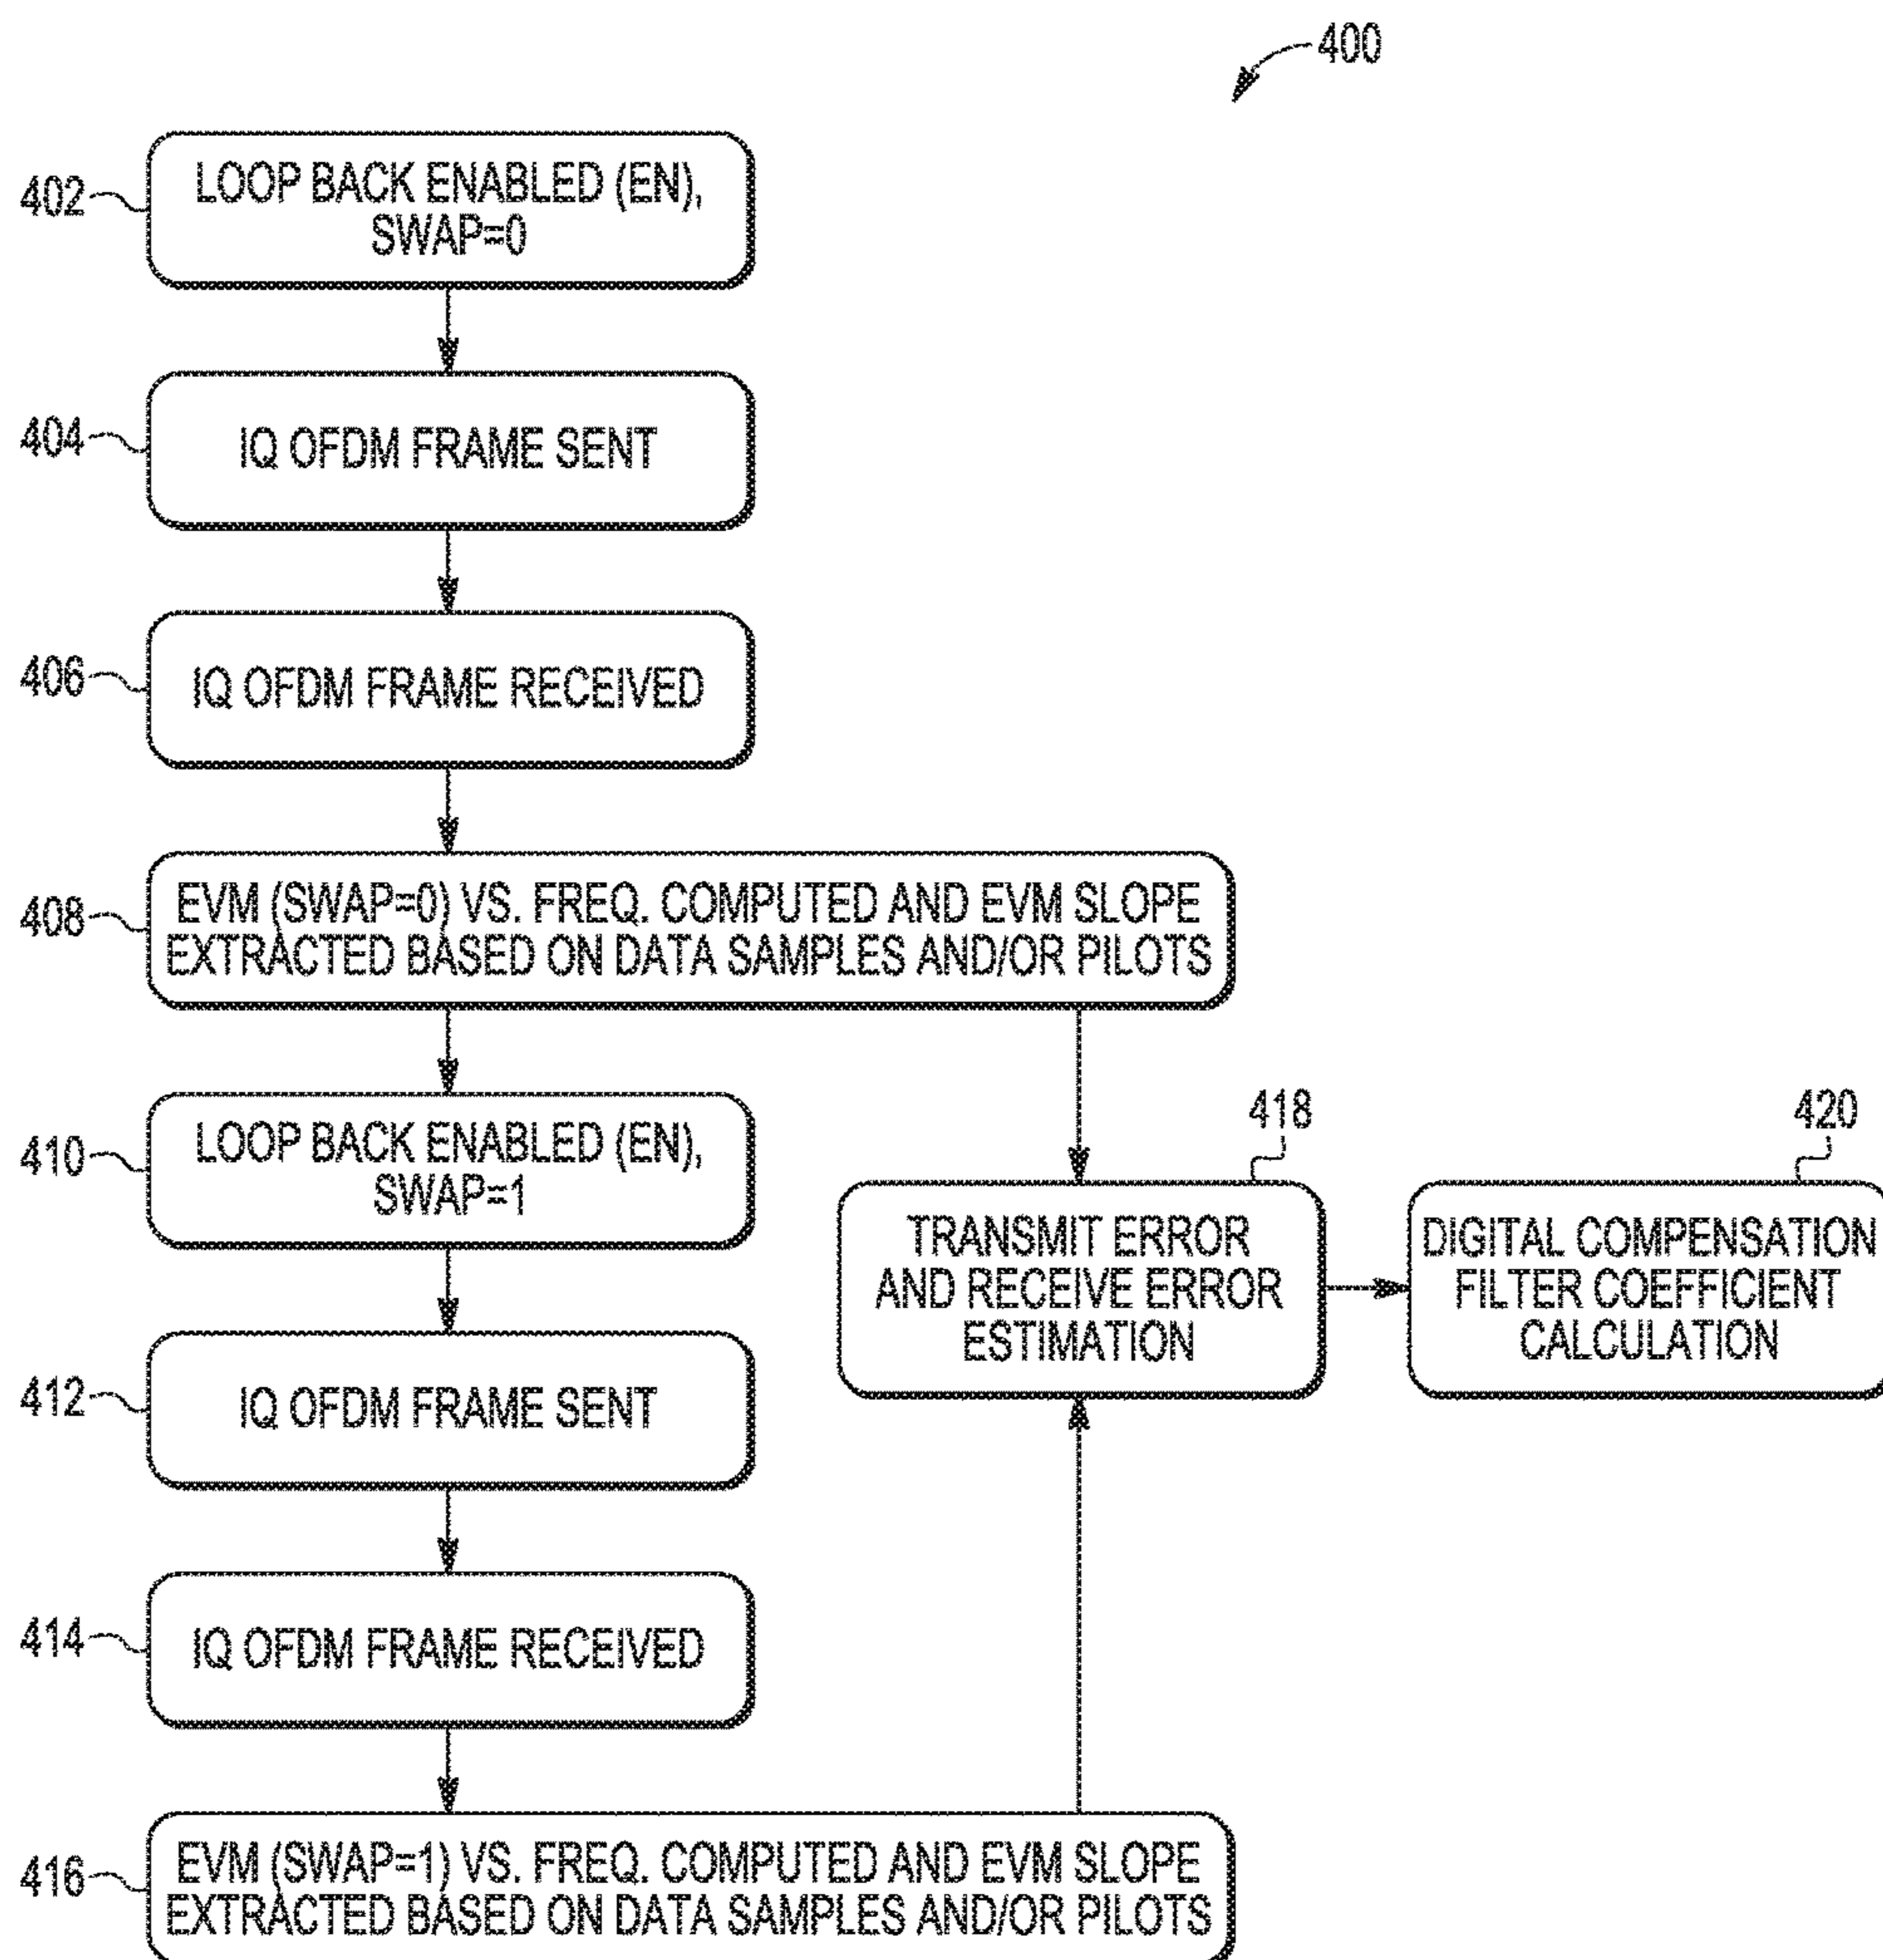 400
402
LOOP BACK ENABLED (EN),
SWAP=0
404
IQ OFDM FRAME SENT
406
IQ OFDM FRAME RECEIVED
408
EVM (SWAP=0) VS. FREQ. COMPUTED AND EVM SLOPE
EXTRACTED BASED ON DATA SAMPLES AND/OR PILOTS
410
LOOP BACK ENABLED (EN),
SWAP=1
418
TRANSMIT ERROR
AND RECEIVE ERROR
ESTIMATION
420
DIGITAL COMPENSATION
FILTER COEFFICIENT
CALCULATION
412
IQ OFDM FRAME SENT
414
IQ OFDM FRAME RECEIVED
416
EVM (SWAP=1) VS. FREQ. COMPUTED AND EVM SLOPE
EXTRACTED BASED ON DATA SAMPLES AND/OR PILOTS